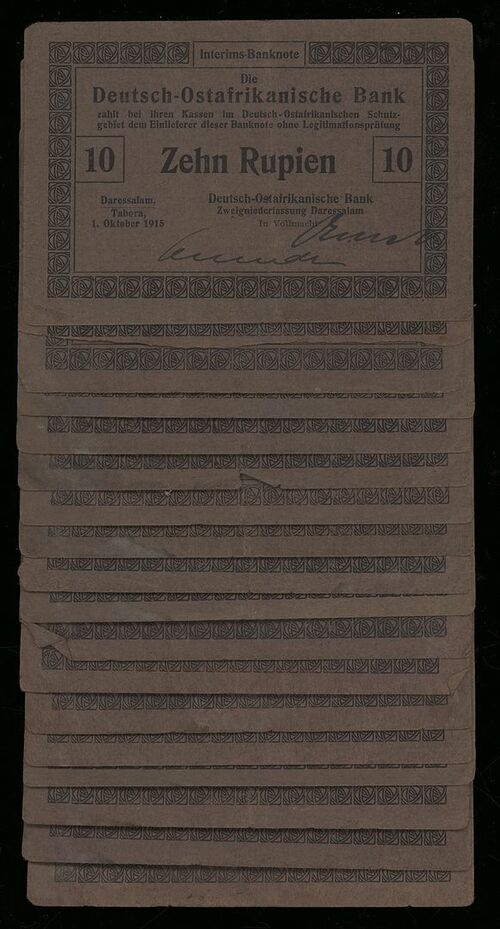 Interims-Banknote
Die
Deutsch-Ostafrikanische Bank
zahlt bei ihren Kassen im Deutsch-Ostafrikanischen Schutz-
gebiet dem Einlieferer dieser Banknote ohne Legitimationsprüfung
10 Zehn Rupien 10
Daressalam, Deutsch-Ostafrikanische Bank
Tabora, Zweigniederlassung Daressalam
1. Oktober 1915 In Vollmacht